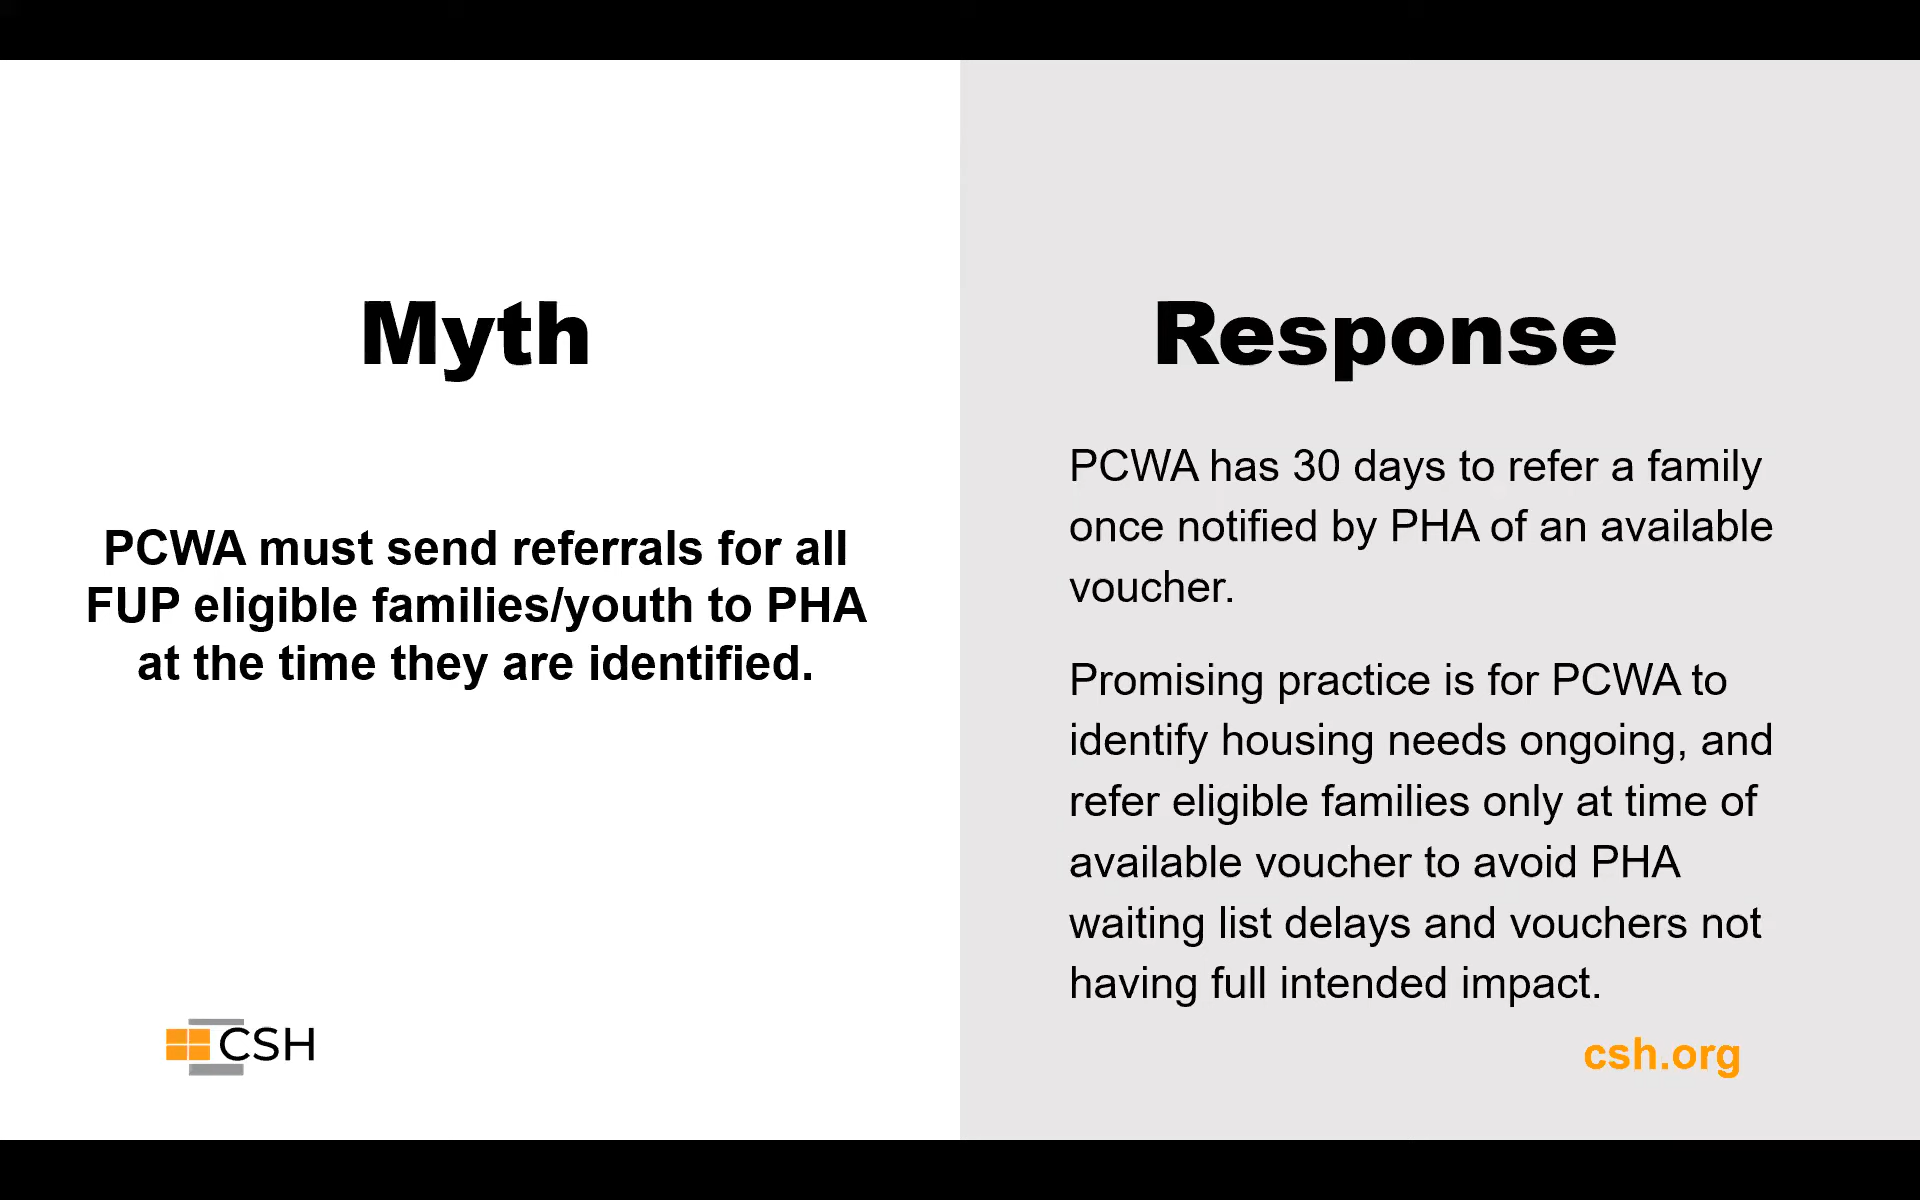 Myth
PCWA must send referrals for all
FUP eligible families/youth to PHA
at the time they are identified.
CSH
Response
PCWA has 30 days to refer a family
once notified by PHA of an available
voucher.
Promising practice is for PCWA to
identify housing needs ongoing, and
refer eligible families only at time of
available voucher to avoid PHA
waiting list delays and vouchers not
having full intended impact.
csh.org